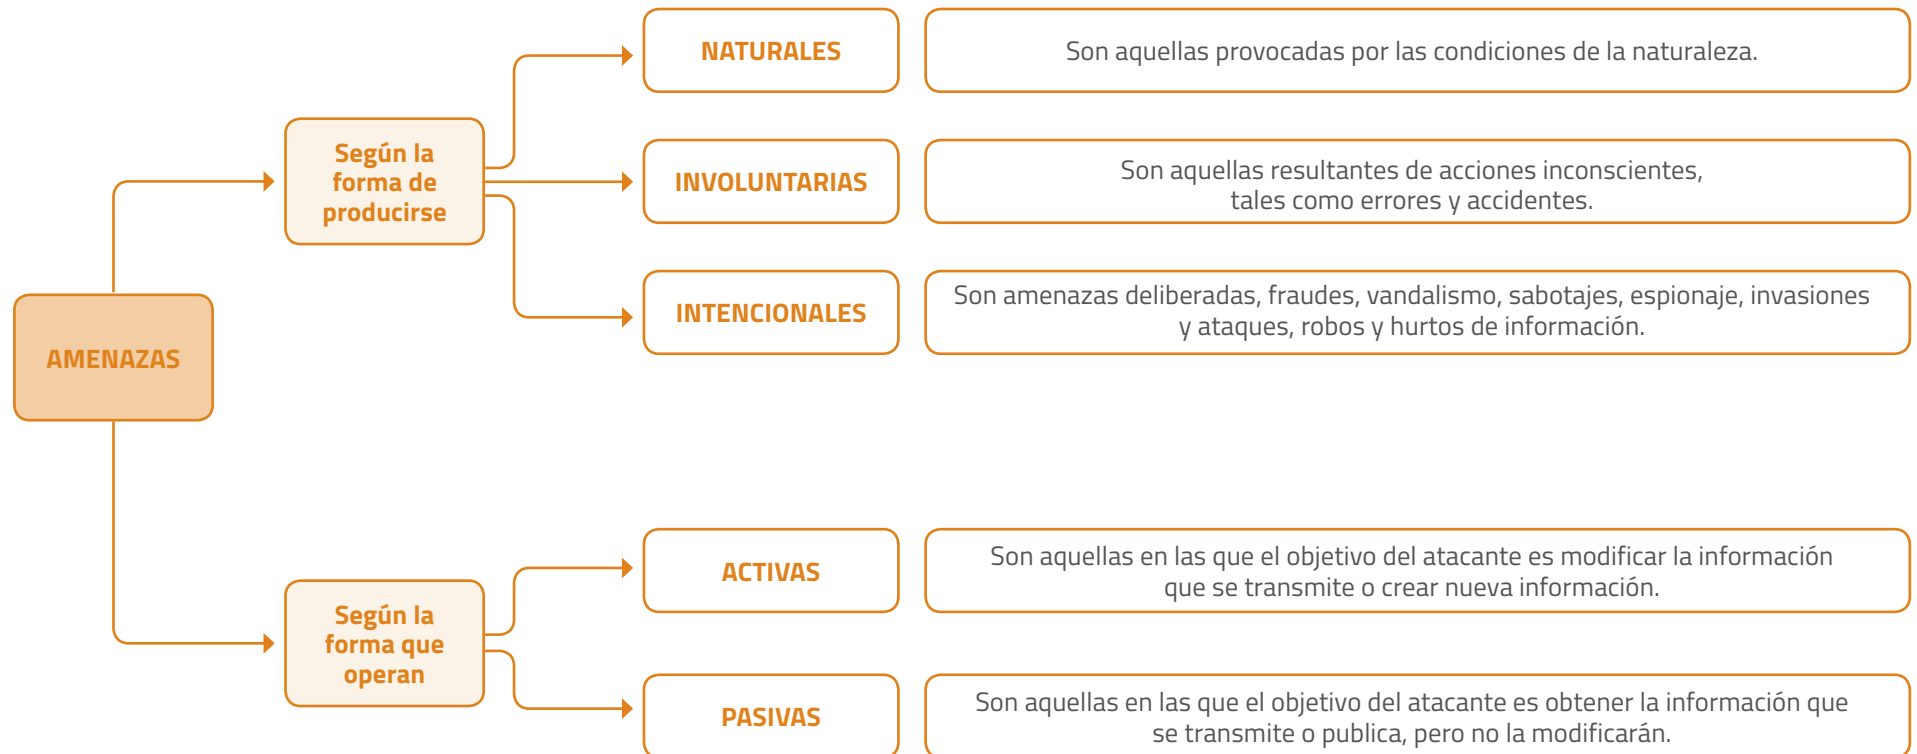 AMENAZAS
Según la
forma de
producirse
NATURALES
Son aquellas provocadas por las condiciones de la naturaleza.
INVOLUNTARIAS
Son aquellas resultantes de acciones inconscientes,
tales como errores y accidentes.
INTENCIONALES
Son amenazas deliberadas, fraudes, vandalismo, sabotajes, espionaje, invasiones
y ataques, robos y hurtos de información.
Según la
forma que
operan
ACTIVAS
Son aquellas en las que el objetivo del atacante es modificar la información
que se transmite o crear nueva información.
PASIVAS
Son aquellas en las que el objetivo del atacante es obtener la información que
se transmite o publica, pero no la modificarán.